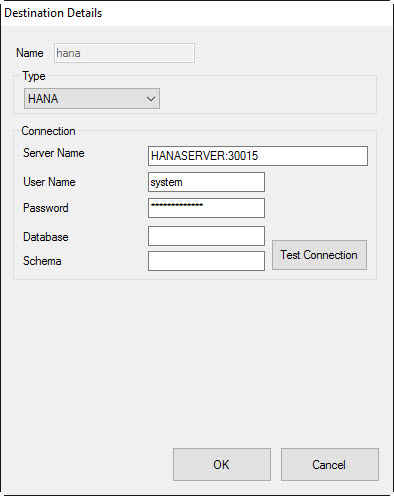 Destination Details
Name hana
Type
HANA
Connection
Server Name HANASERVER:30015
User Name system
Password *************
Database
Schema
Test Connection
OK Cancel